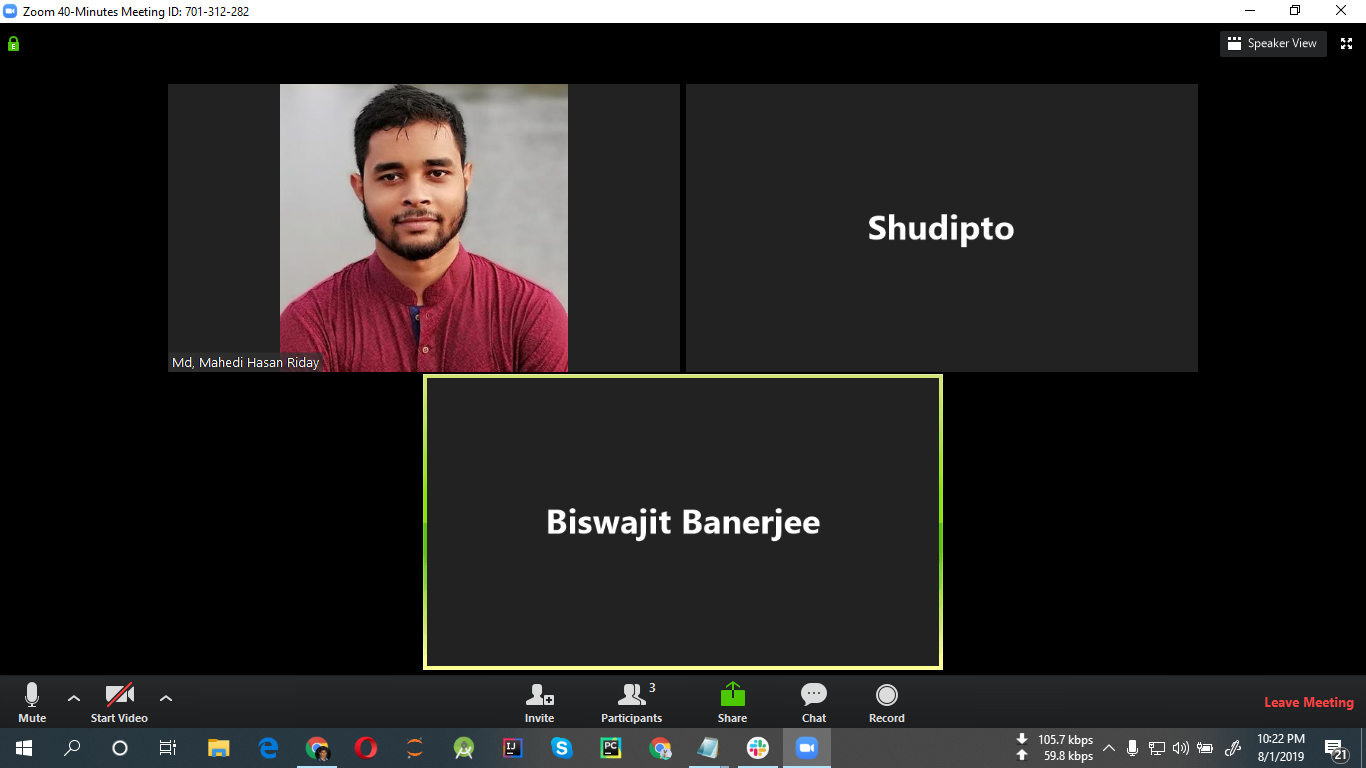 Zoom 40-Minutes Meeting ID: 701-312-282
E
Speaker View
Md, Mahedi Hasan Riday
Shudipto
Biswajit Banerjee
Mute
Start Video
Invite
3
Participants
Share
Chat
Record
Leave Meeting
IJ
PC
105.7 kbps
59.8 kbps
10:22 PM
8/1/2019
21